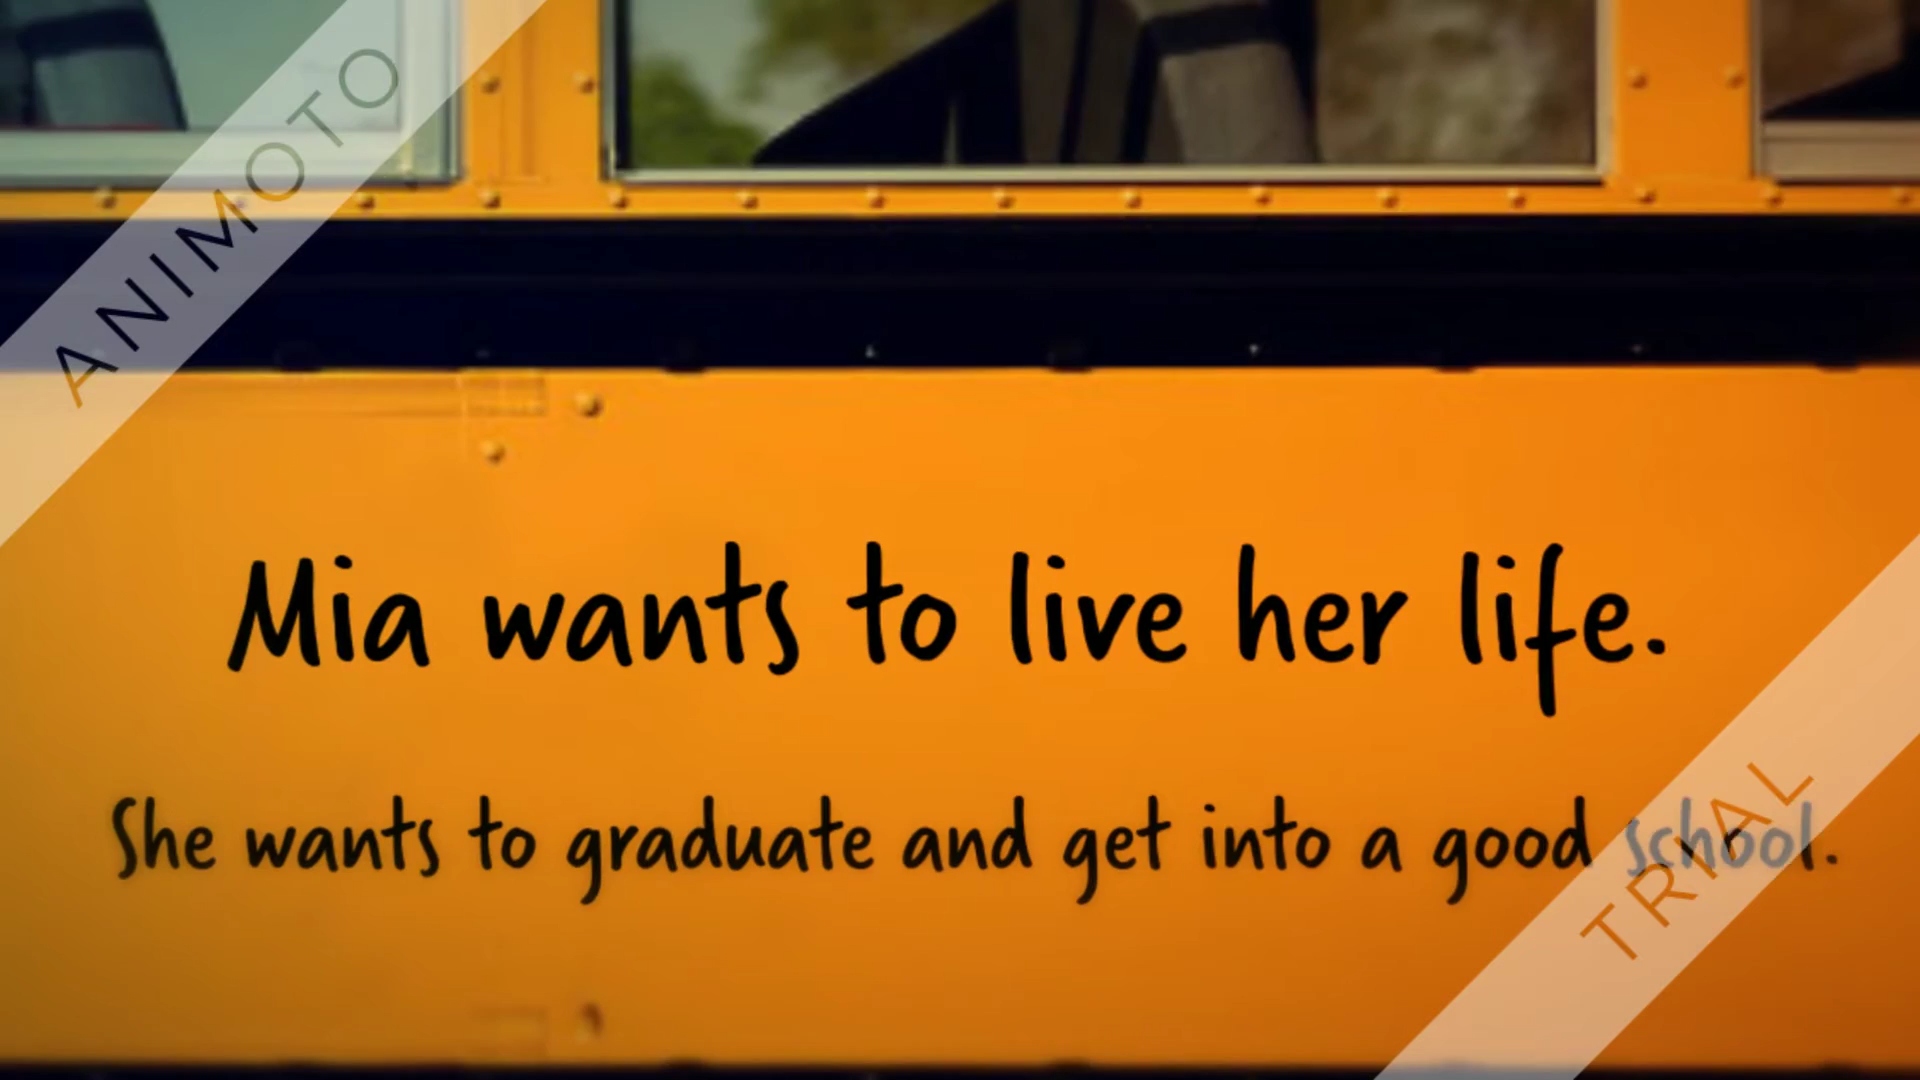 ANIMOTO
Mia wants to live her life.
She wants to graduate and get into a good school.
TRIAL